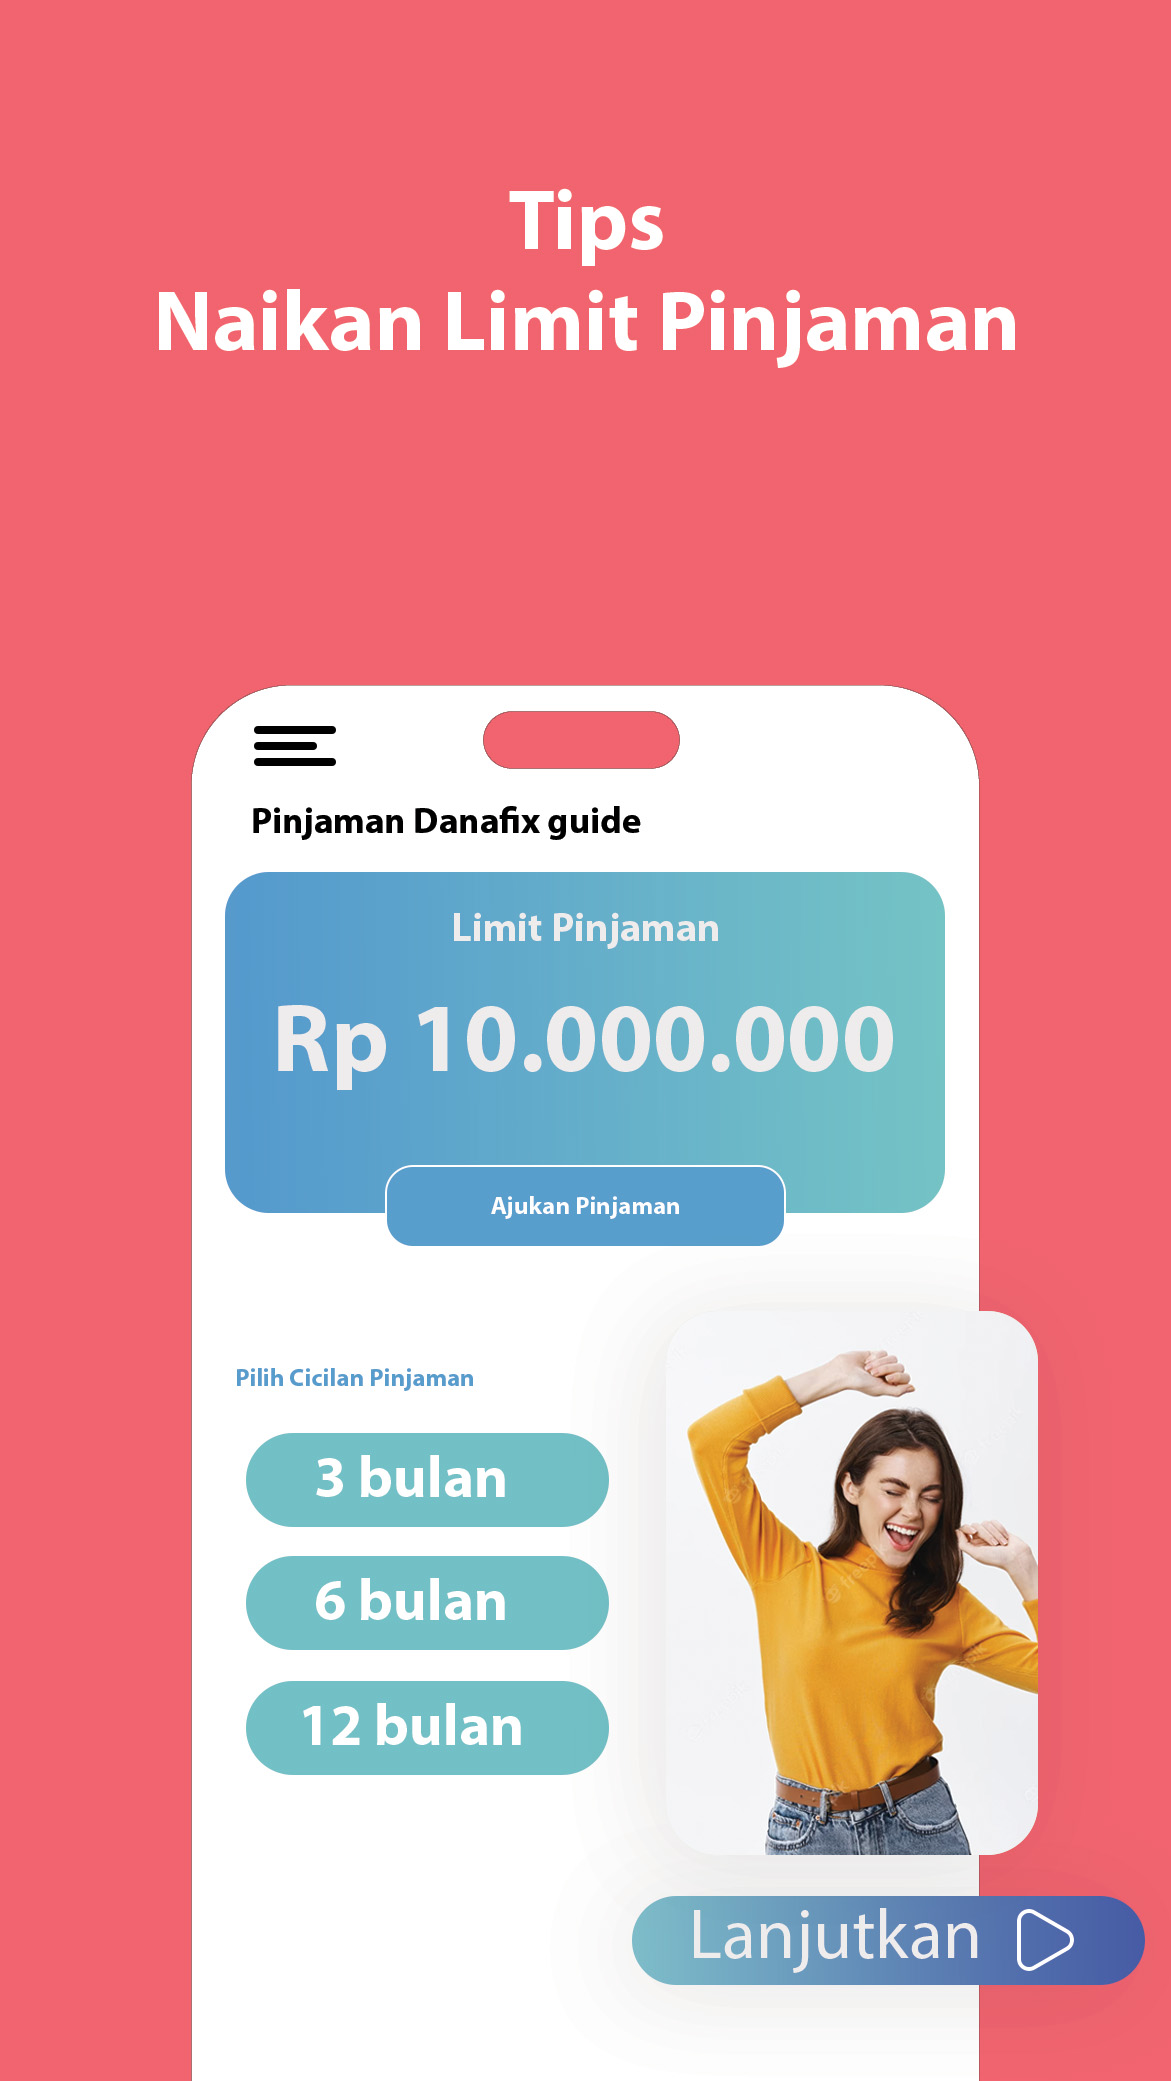 Tips
Naikan Limit Pinjaman
Pinjaman Danafix guide
Limit Pinjaman
Rp 10.000.000
Ajukan Pinjaman
Pilih Cicilan Pinjaman
3 bulan
6 bulan
12 bulan
Lanjutkan